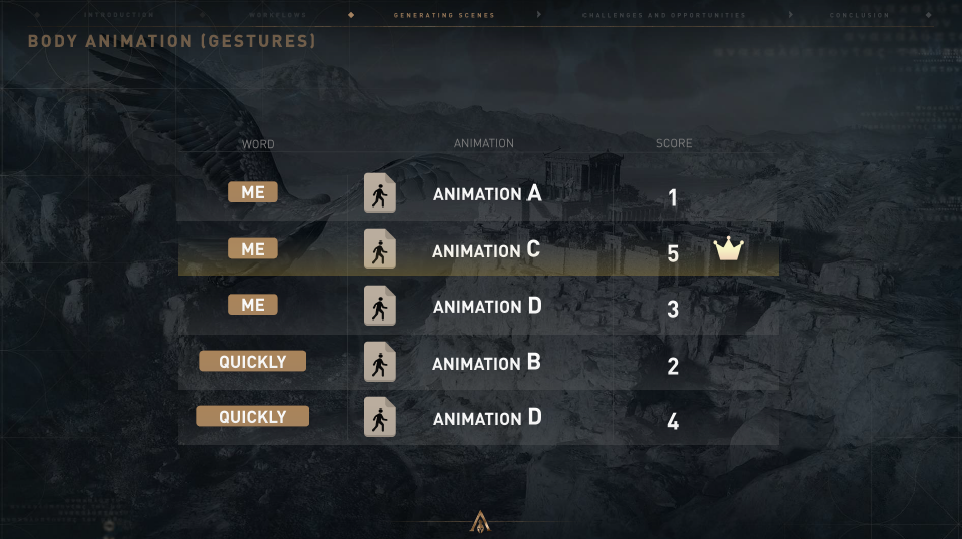 INTRODUCTION WORKFLOWS GENERATING SCENES CHALLENGES AND OPPORTUNITIES CONCLUSION
BODY ANIMATION (GESTURES)
WORD ANIMATION SCORE
ME ANIMATION A 1
ME ANIMATION C 5
ME ANIMATION D 3
QUICKLY ANIMATION B 2
QUICKLY ANIMATION D 4